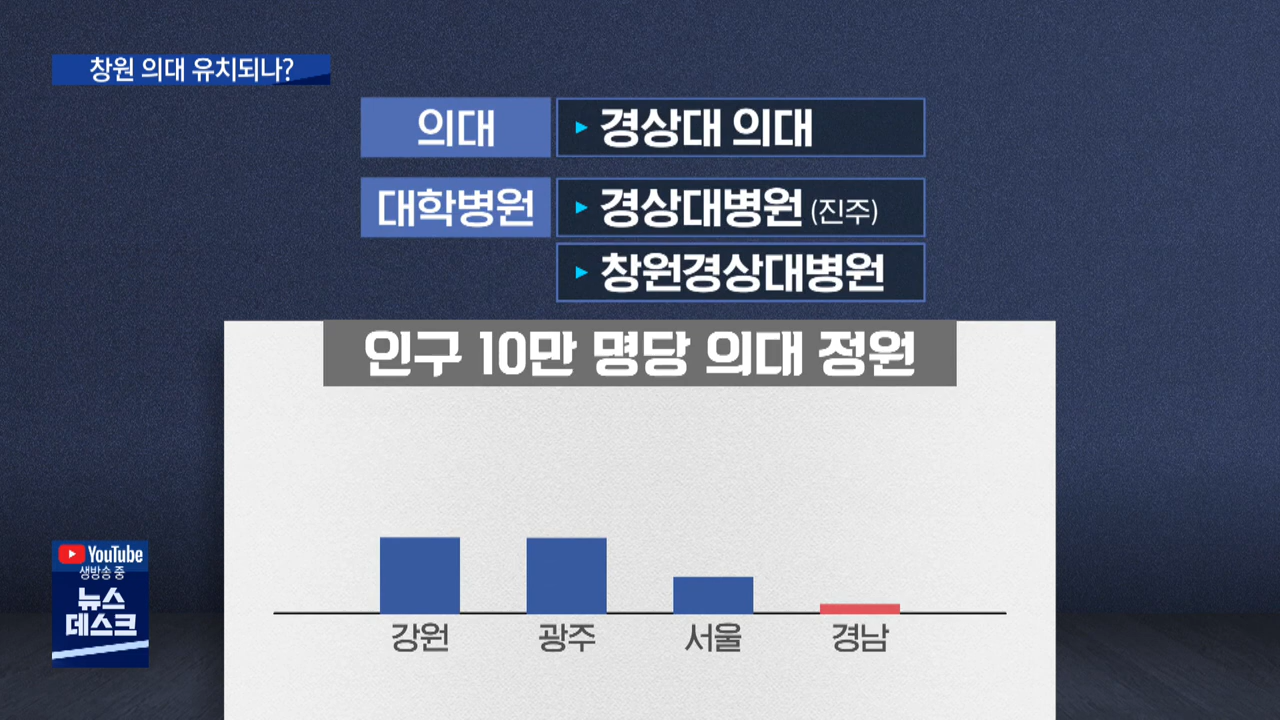 창원 의대 유치되나?
의대 ▶ 경상대 의대
대학병원 ▶ 경상대병원 (진주)
▶ 창원경상대병원
인구 10만 명당 의대 정원
강원 광주 서울 경남
YouTube
생방송 중
뉴스
데스크